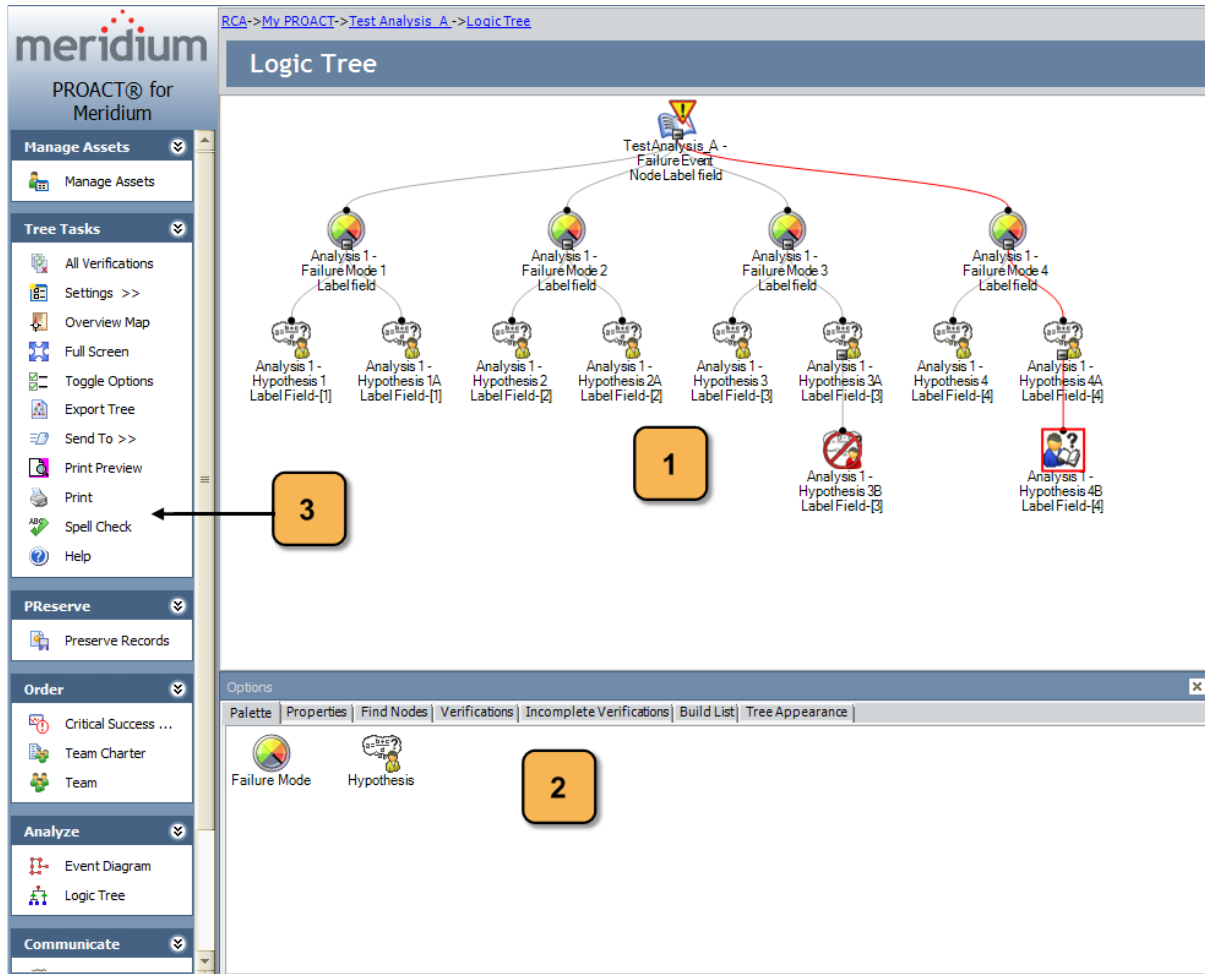 meridium
PROACT® for
Meridium
Manage Assets
Manage Assets
Tree Tasks
All Verifications
Settings >>
Overview Map
Full Screen
Toggle Options
Export Tree
Send To >>
Print Preview
Print
ABC
Spell Check
Help
PReserve
Preserve Records
Order
Critical Success ...
Team Charter
Team
Analyze
Event Diagram
Logic Tree
Communicate
RCA->My PROACT->Test Analysis_A ->Logic Tree
Logic Tree
TestAnalysis_A -
Failure Event
Node Label field
Analysis 1 -
Failure Mode 1
Label field
Analysis 1 -
Failure Mode 2
Label field
Analysis 1 -
Failure Mode 3
Label field
Analysis 1 -
Failure Mode 4
Label field
Analysis 1 -
Hypothesis 1
Label Field-[1]
Analysis 1 -
Hypothesis 1A
Label Field-[1]
Analysis 1 -
Hypothesis 2
Label Field-[2]
Analysis 1 -
Hypothesis 2A
Label Field-[2]
Analysis 1 -
Hypothesis 3
Label Field-[3]
Analysis 1 -
Hypothesis 3A
Label Field-[3]
Analysis 1 -
Hypothesis 4
Label Field-[4]
Analysis 1 -
Hypothesis 4A
Label Field-[4]
Analysis 1 -
Hypothesis 3B
Label Field-[3]
Analysis 1 -
Hypothesis 4B
Label Field-[4]
1
3
Options
Palette Properties Find Nodes Verifications Incomplete Verifications Build List Tree Appearance
Failure Mode
Hypothesis
2